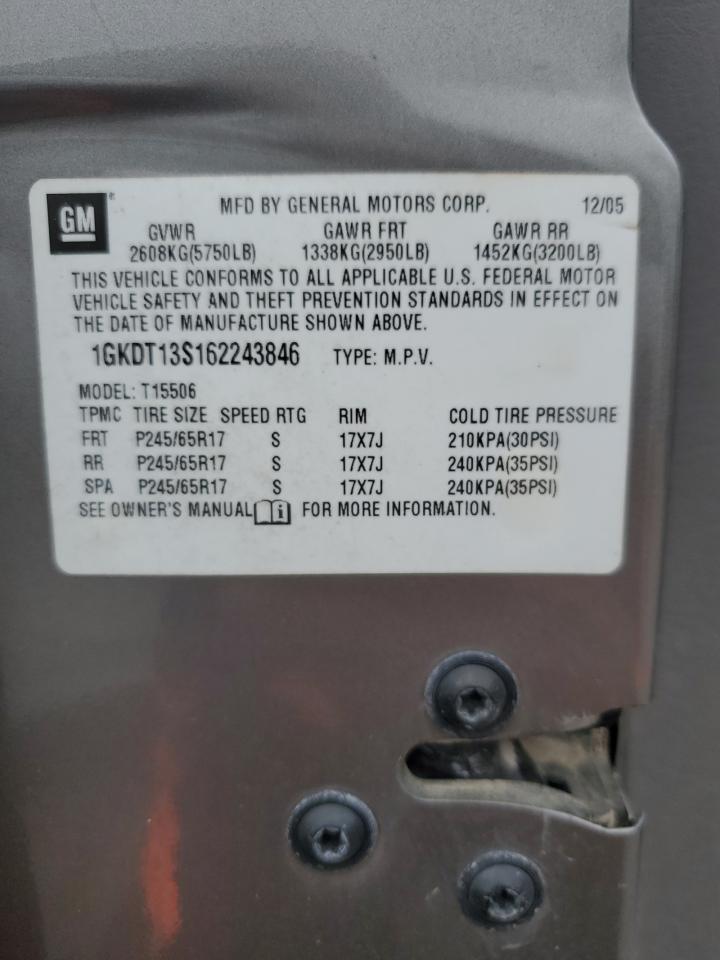 GM® MFD BY GENERAL MOTORS CORP. 12/05
GVWR GAWR FRT GAWR RR
2608KG(5750LB) 1338KG(2950LB) 1452KG(3200LB)
THIS VEHICLE CONFORMS TO ALL APPLICABLE U.S. FEDERAL MOTOR
VEHICLE SAFETY AND THEFT PREVENTION STANDARDS IN EFFECT ON
THE DATE OF MANUFACTURE SHOWN ABOVE.
1GKDT13S162243846 TYPE: M.P.V.
MODEL: T15506
TPMC TIRE SIZE SPEED RTG RIM COLD TIRE PRESSURE
FRT P245/65R17 S 17X7J 210KPA(30PSI)
RR P245/65R17 S 17X7J 240KPA(35PSI)
SPA P245/65R17 S 17X7J 240KPA(35PSI)
SEE OWNER'S MANUAL i FOR MORE INFORMATION.